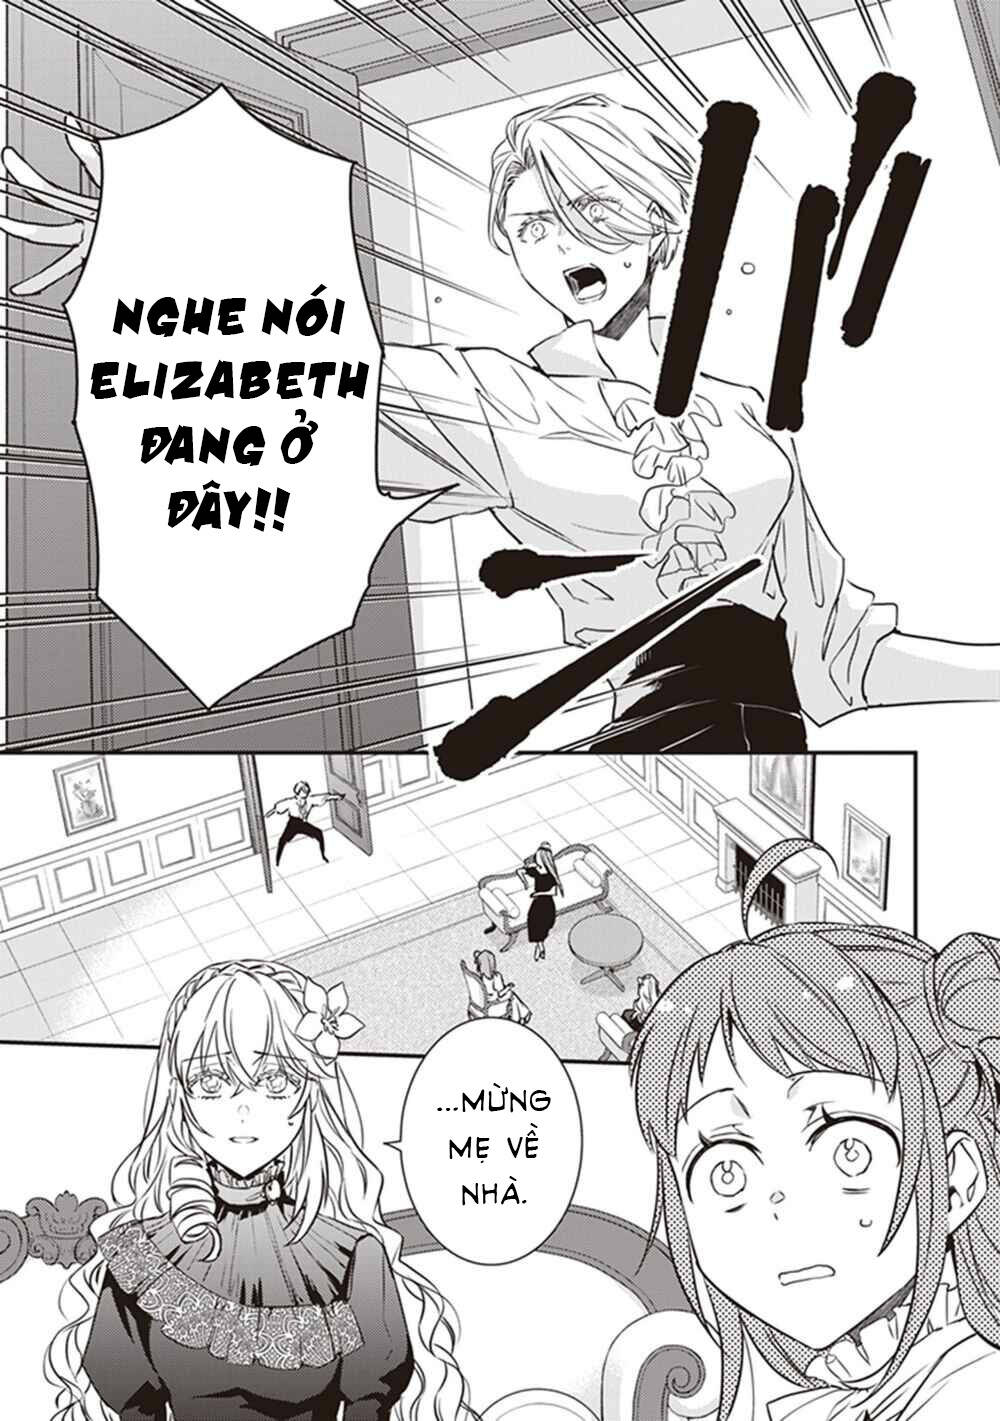 NGHE NÓI
ELIZABETH
ĐANG Ở
ĐÂY!!
...MỪNG
MẸ VỀ
NHÀ.